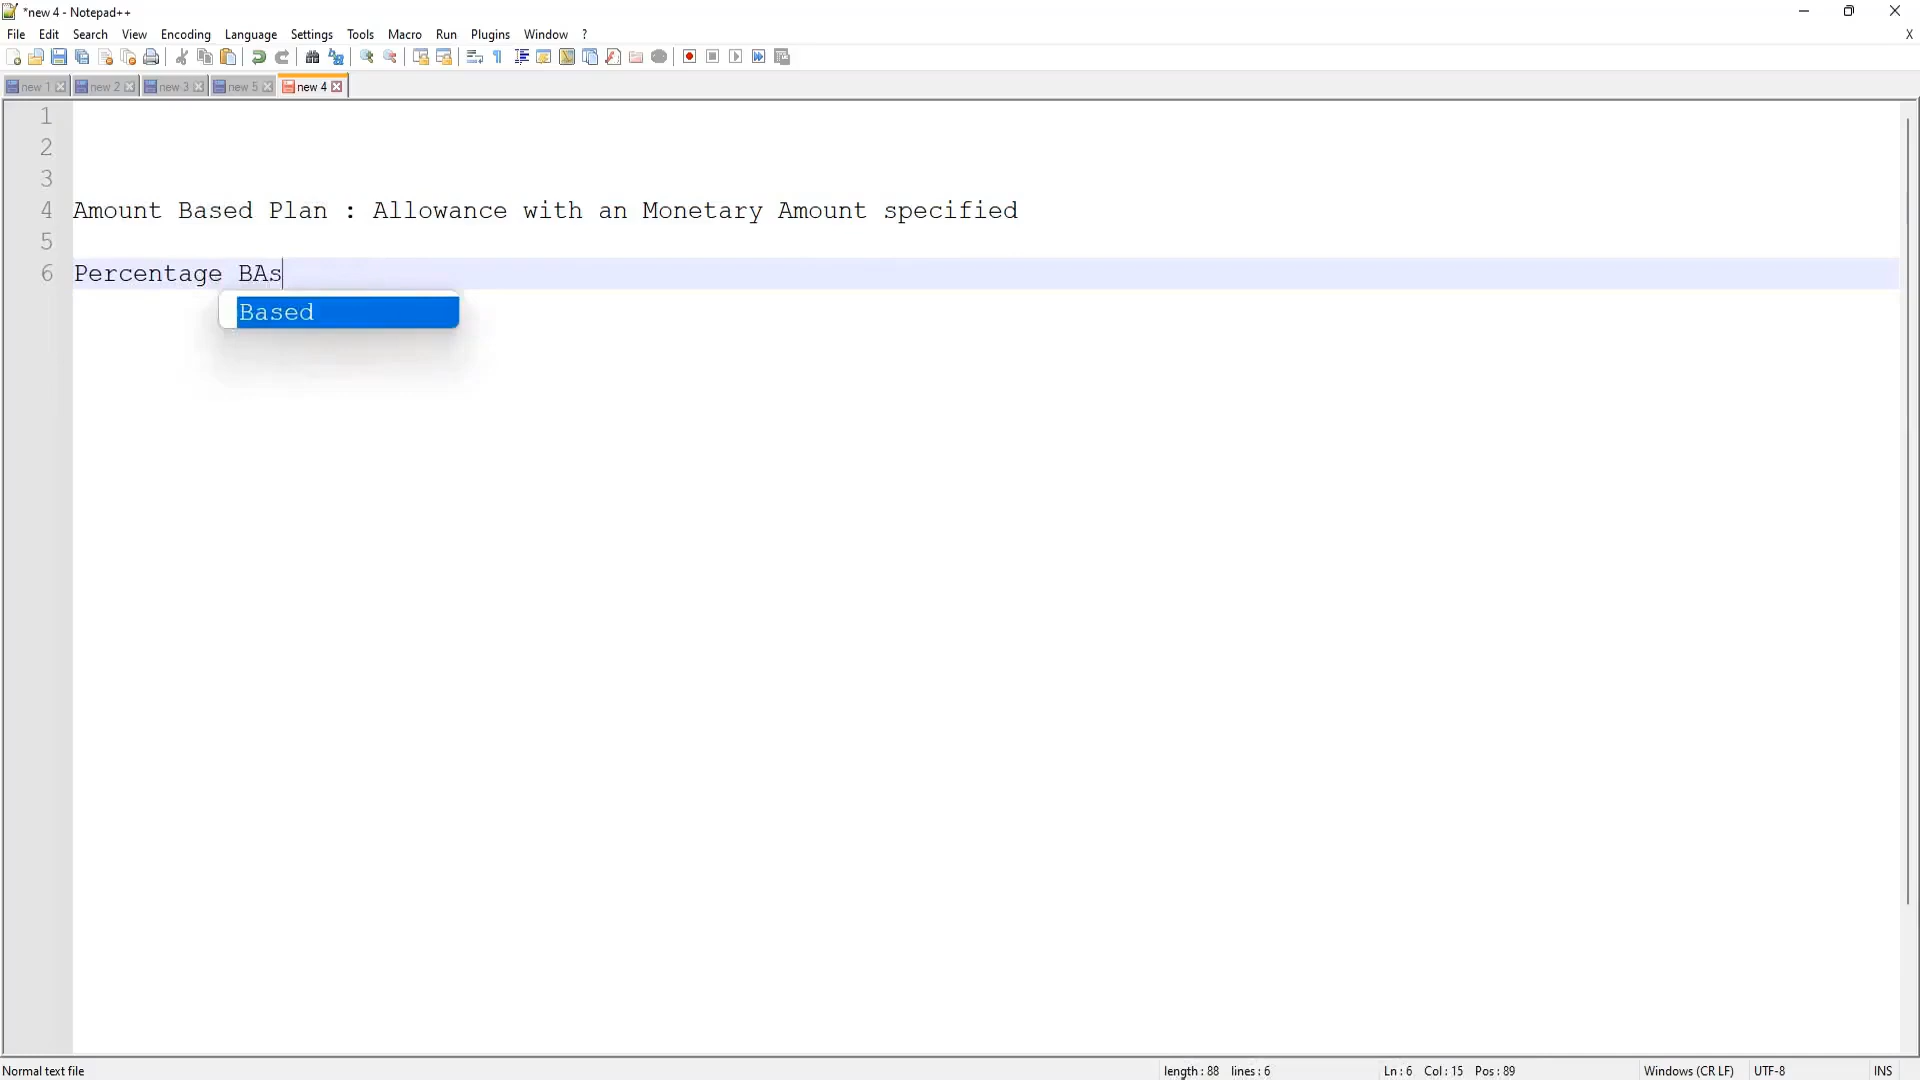 *new 4 - Notepad++
File Edit Search View Encoding Language Settings Tools Macro Run Plugins Window ?
X
new 1 new 2 new 3 new 5 new 4
1
2
3
4 Amount Based Plan : Allowance with an Monetary Amount specified
5
6 Percentage BAs
Based
Normal text file length : 88 lines : 6 Ln : 6 Col : 15 Pos : 89 Windows (CR LF) UTF-8 INS